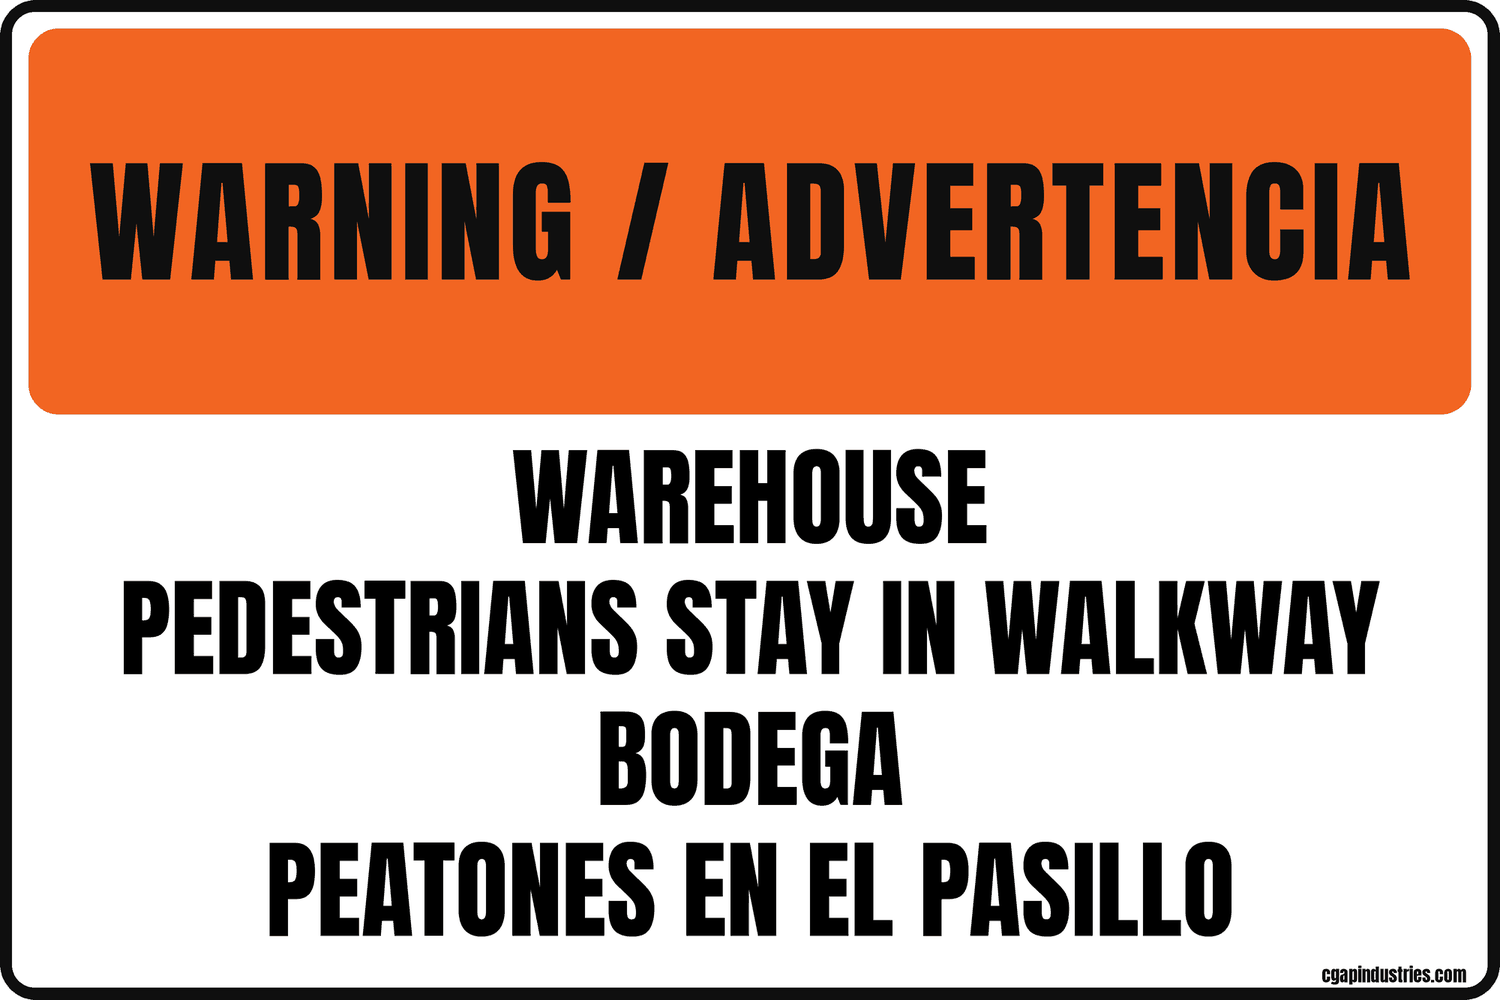 WARNING / ADVERTENCIA
WAREHOUSE
PEDESTRIANS STAY IN WALKWAY
BODEGA
PEATONES EN EL PASILLO
cgapindustries.com